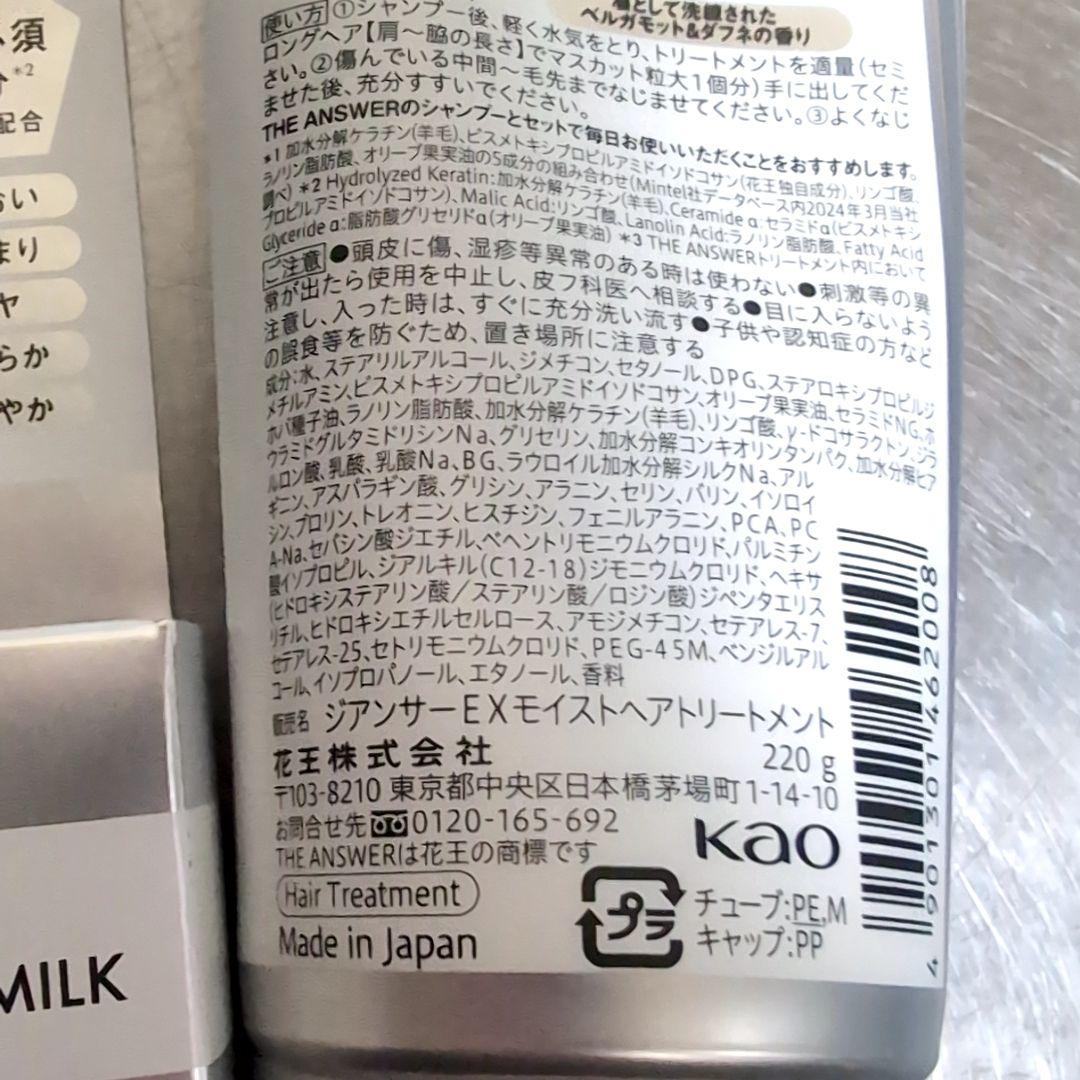 須
*2
配合
おい
まり
ヤ
らか
やか
MILK
層として洗練された
ベルガモット&ダフネの香り
使い方 ①シャンプー後、軽く水気をとり、トリートメントを適量(セミ
ロングヘア【肩〜脇の長さ】でマスカット粒大1個分)手に出してくだ
さい。②傷んでいる中間〜毛先までなじませてください。③よくなじ
ませた後、充分すすいでください。
THE ANSWERのシャンプーとセットで毎日お使いいただくことをおすすめします。
*1 加水分解ケラチン(羊毛)、ビスメトキシプロピルアミドイソドコサン(花王独自成分)、リンゴ酸、
ラノリン脂肪酸、オリーブ果実油の5成分の組み合わせ(Mintel社データベース内2024年3月当社
調べ) *2 Hydrolyzed Keratin:加水分解ケラチン(羊毛)、Ceramide α:セラミドα(ビスメトキシ
プロピルアミドイソドコサン)、Malic Acid:リンゴ酸、Lanolin Acid:ラノリン脂肪酸、Fatty Acid
Glyceride α:脂肪酸グリセリドα(オリーブ果実油) *3 THE ANSWERトリートメント内において
ご注意 ●頭皮に傷、湿疹等異常のある時は使わない●刺激等の異
常が出たら使用を中止し、皮フ科医へ相談する●目に入らないよう
注意し、入った時は、すぐに充分洗い流す●子供や認知症の方など
の誤食等を防ぐため、置き場所に注意する
成分:水、ステアリルアルコール、ジメチコン、セタノール、DPG、ステアロキシプロピルジ
メチルアミン、ビスメトキシプロピルアミドイソドコサン、オリーブ果実油、セラミドNG、ホ
ホバ種子油、ラノリン脂肪酸、加水分解ケラチン(羊毛)、リンゴ酸、γ-ドコサラクトン、ジラ
ウラミドグルタミドリシンNa、グリセリン、加水分解コンキオリンタンパク、加水分解ヒア
ルロン酸、乳酸、乳酸Na、BG、ラウロイル加水分解シルクNa、アル
ギニン、アスパラギン酸、グリシン、アラニン、セリン、バリン、イソロイ
シン、プロリン、トレオニン、ヒスチジン、フェニルアラニン、PCA、PC
A-Na、セバシン酸ジエチル、ベヘントリモニウムクロリド、パルミチン
酸イソプロピル、ジアルキル(C12-18)ジモニウムクロリド、ヘキサ
(ヒドロキシステアリン酸/ステアリン酸/ロジン酸)ジペンタエリス
リチル、ヒドロキシエチルセルロース、アモジメチコン、セテアレス-7、
セテアレス-25、セトリモニウムクロリド、PEG-45M、ベンジルアル
コール、イソプロパノール、エタノール、香料
販売名 ジアンサーEXモイストヘアトリートメント
花王株式会社 220 g
〒103-8210 東京都中央区日本橋茅場町1-14-10
お問合せ先 0120-165-692
Kao
THE ANSWERは花王の商標です
Hair Treatment
Made in Japan
プラ
チューブ:PE,M
キャップ:PP
4 901301 462008